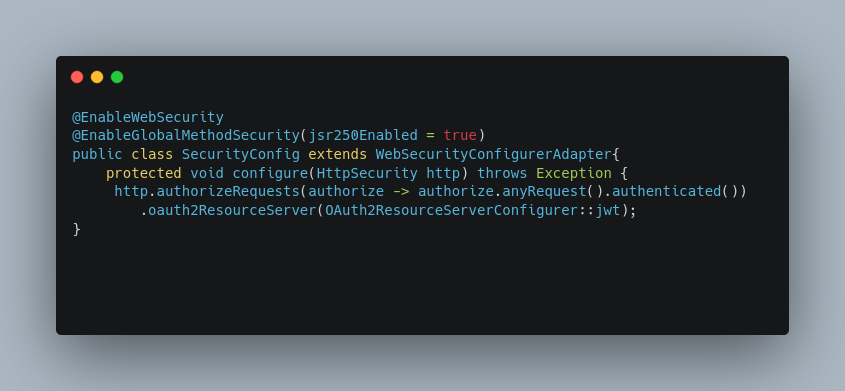 @EnableWebSecurity
@EnableGlobalMethodSecurity(jsr250Enabled = true)
public class SecurityConfig extends WebSecurityConfigurerAdapter{
    protected void configure(HttpSecurity http) throws Exception {
     http.authorizeRequests(authorize -> authorize.anyRequest().authenticated())
        .oauth2ResourceServer(OAuth2ResourceServerConfigurer::jwt);
}